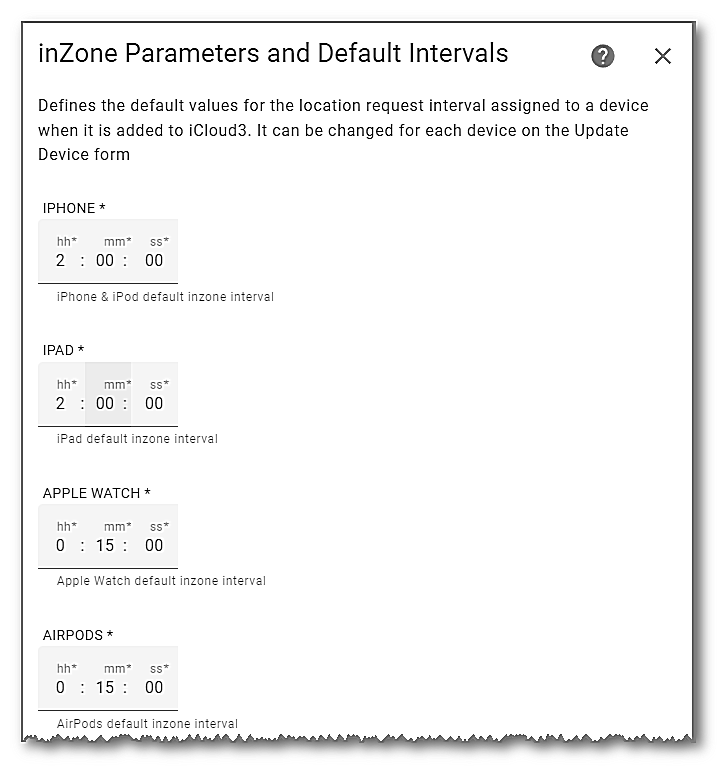 inZone Parameters and Default Intervals ?
Defines the default values for the location request interval assigned to a device
when it is added to iCloud3. It can be changed for each device on the Update
Device form
IPHONE *
hh* mm* ss*
2 : 00 : 00
iPhone & iPod default inzone interval
IPAD *
hh* mm* ss*
2 : 00 : 00
iPad default inzone interval
APPLE WATCH *
hh* mm* ss*
0 : 15 : 00
Apple Watch default inzone interval
AIRPODS *
hh* mm* ss*
0 : 15 : 00
AirPods default inzone interval